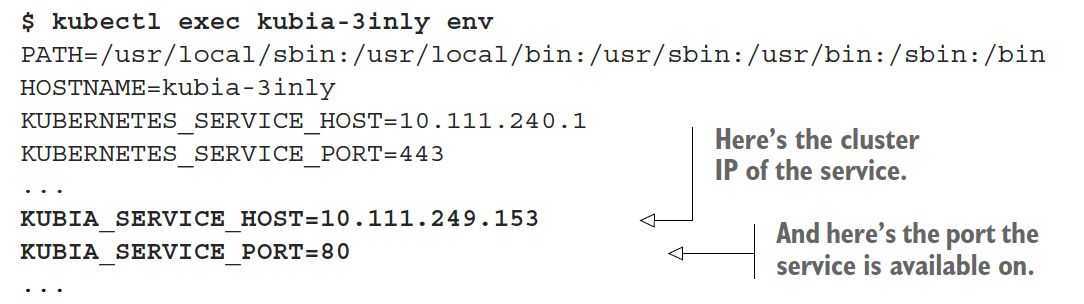 $ kubectl exec kubia-3inly env
PATH=/usr/local/sbin:/usr/local/bin:/usr/sbin:/usr/bin:/sbin:/bin
HOSTNAME=kubia-3inly
KUBERNETES_SERVICE_HOST=10.111.240.1
KUBERNETES_SERVICE_PORT=443
...
KUBIA_SERVICE_HOST=10.111.249.153
KUBIA_SERVICE_PORT=80
...
Here's the cluster
IP of the service.
And here's the port the
service is available on.